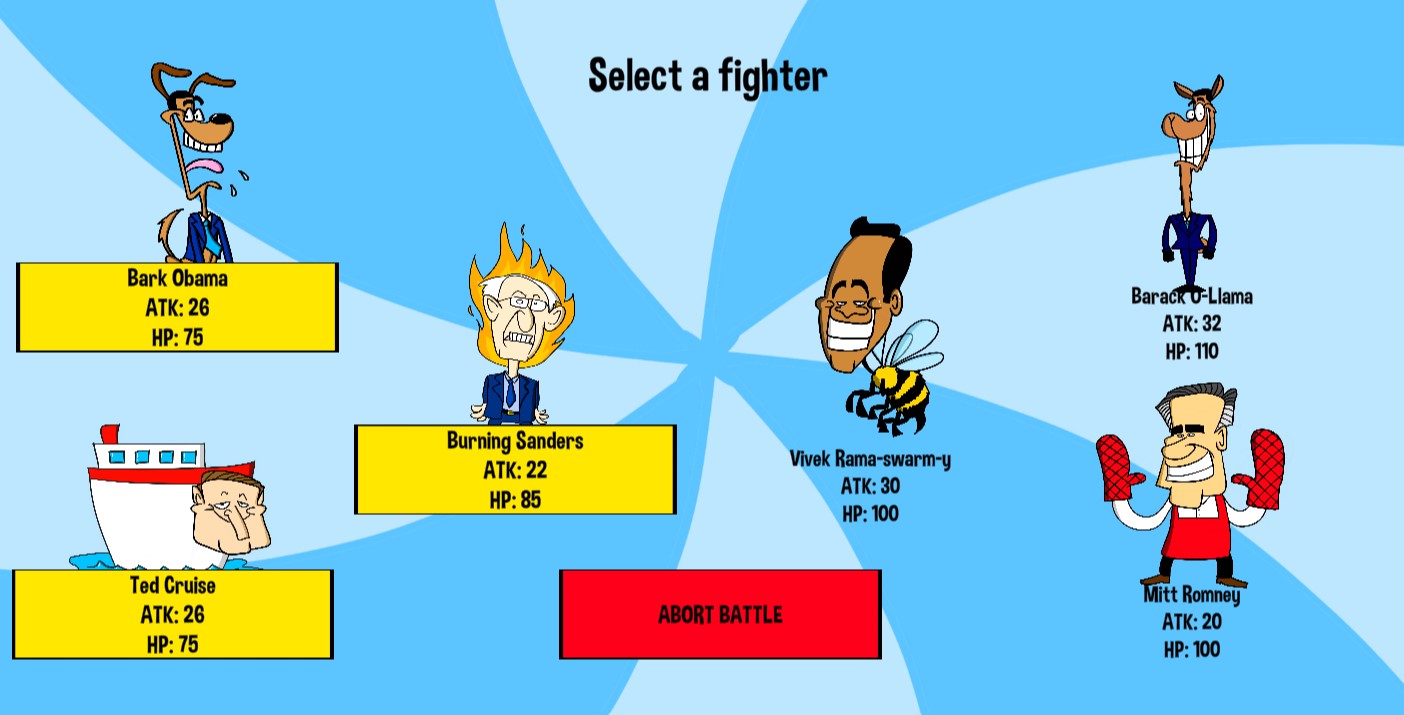 Select a fighter
Bark Obama
ATK: 26
HP: 75
Barack O-Llama
ATK: 32
HP: 110
Burning Sanders
ATK: 22
HP: 85
Vivek Rama-swarm-y
ATK: 30
HP: 100
Ted Cruise
ATK: 26
HP: 75
ABORT BATTLE
Mitt Romney
ATK: 20
HP: 100